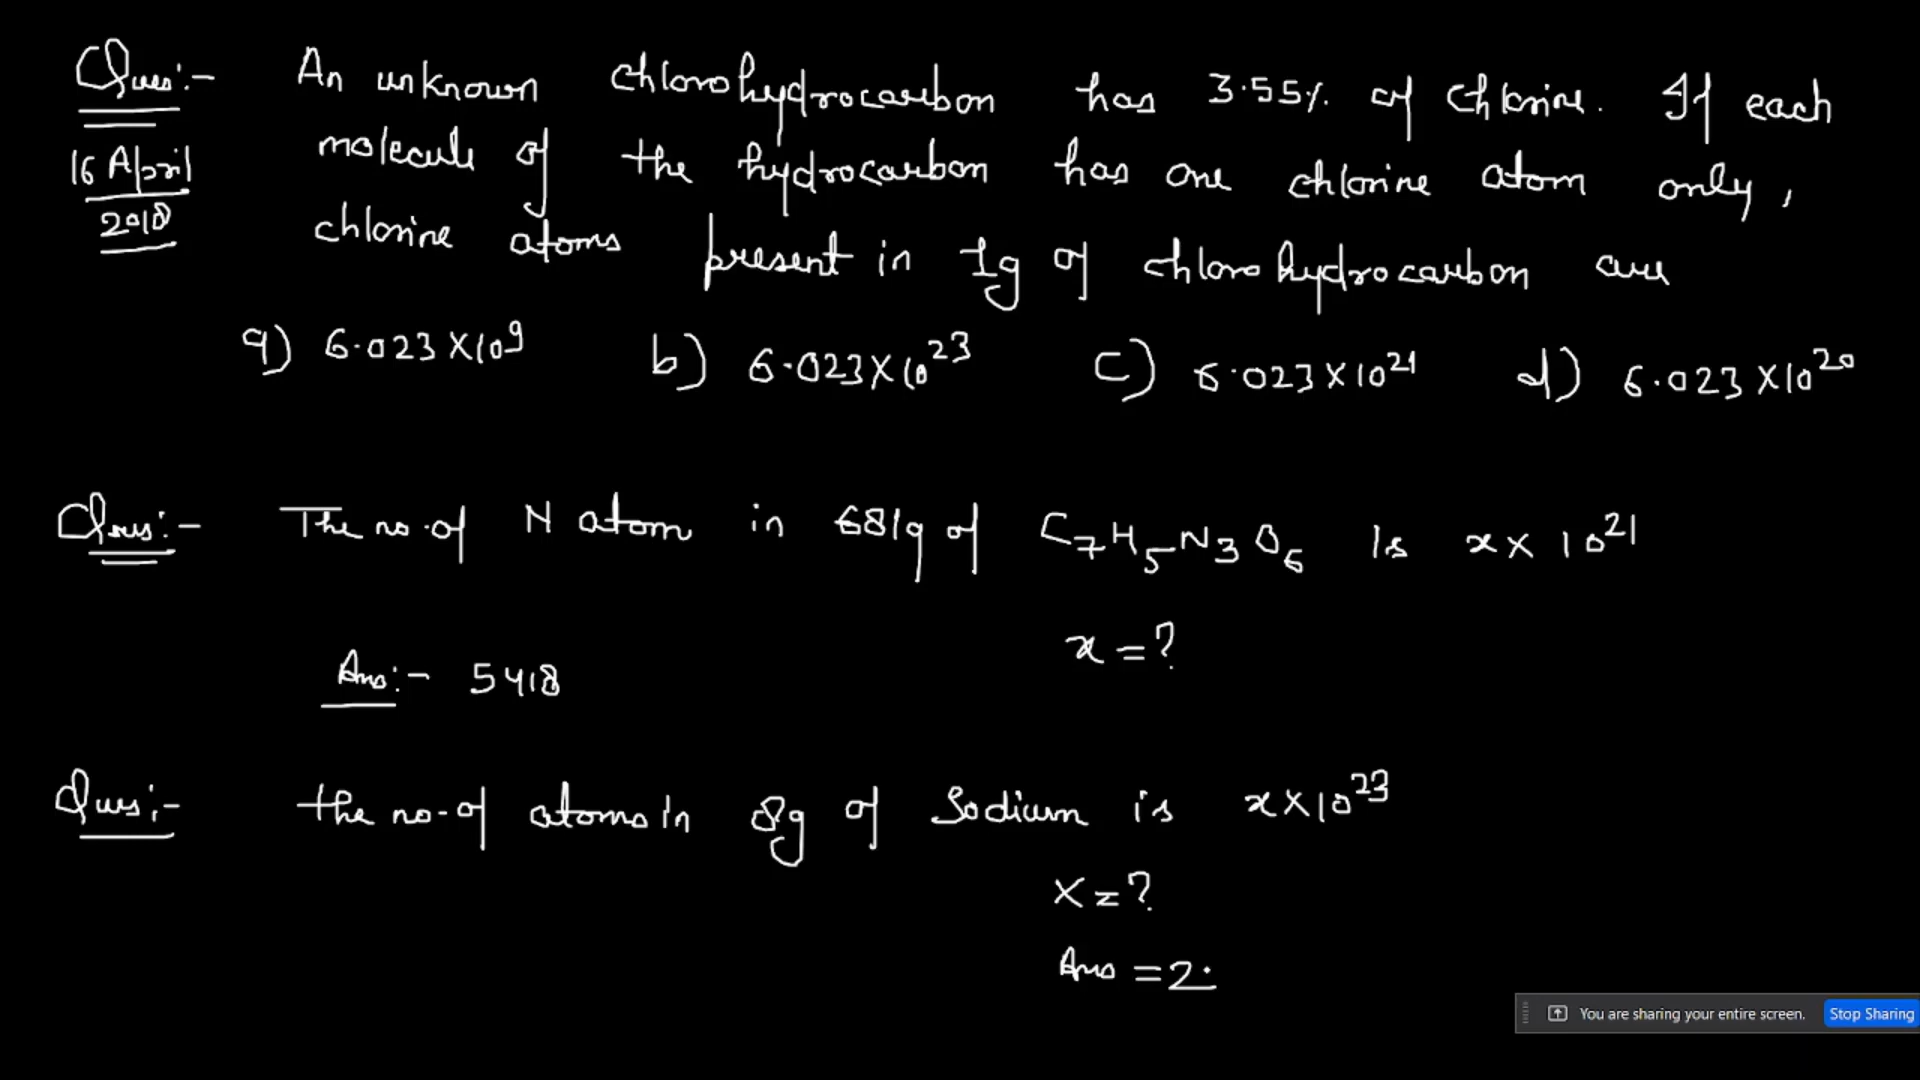 Ques:- An unknown chlorohydrocarbon has 3.55% of chlorine. If each
16 April molecule of the hydrocarbon has one chlorine atom only,
2018 chlorine atoms present in 1g of chlorohydrocarbon are
a) 6.023×10^9 b) 6.023×10^23 c) 6.023×10^21 d) 6.023×10^20
Ques:- The no. of N atom in 681g of C7H5N3O6 is x×10^21
x=?
Ans:- 5418
Ques:- the no. of atoms in 8g of Sodium is x×10^23
x=?
Ans = 2.
You are sharing your entire screen. Stop Sharing